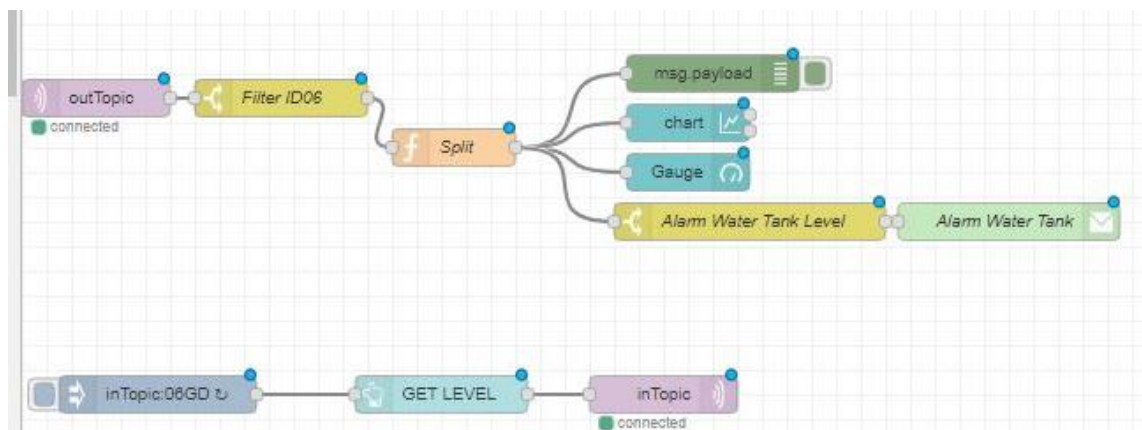 msg.payload
outTopic
Filter ID06
connected
chart
Split
Gauge
Alarm Water Tank Level
Alarm Water Tank
inTopic:06GD ↻
GET LEVEL
inTopic
connected